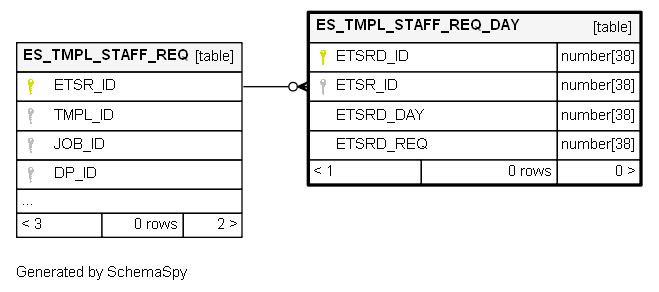 ES_TMPL_STAFF_REQ_DAY [table]
ETSRD_ID number[38]
ETSR_ID number[38]
ETSRD_DAY number[38]
ETSRD_REQ number[38]
< 1 0 rows 0 >
ES_TMPL_STAFF_REQ [table]
ETSR_ID
TMPL_ID
JOB_ID
DP_ID
...
< 3 0 rows 2 >
Generated by SchemaSpy